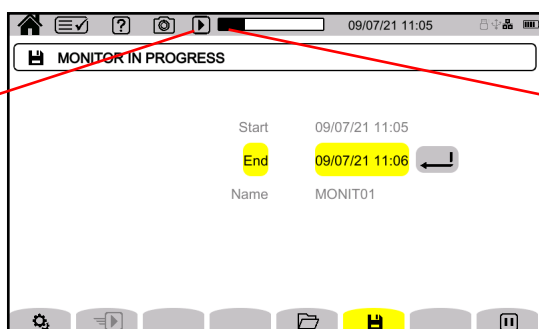 09/07/21 11:05
MONITOR IN PROGRESS
Start 09/07/21 11:05
End 09/07/21 11:06
Name MONIT01